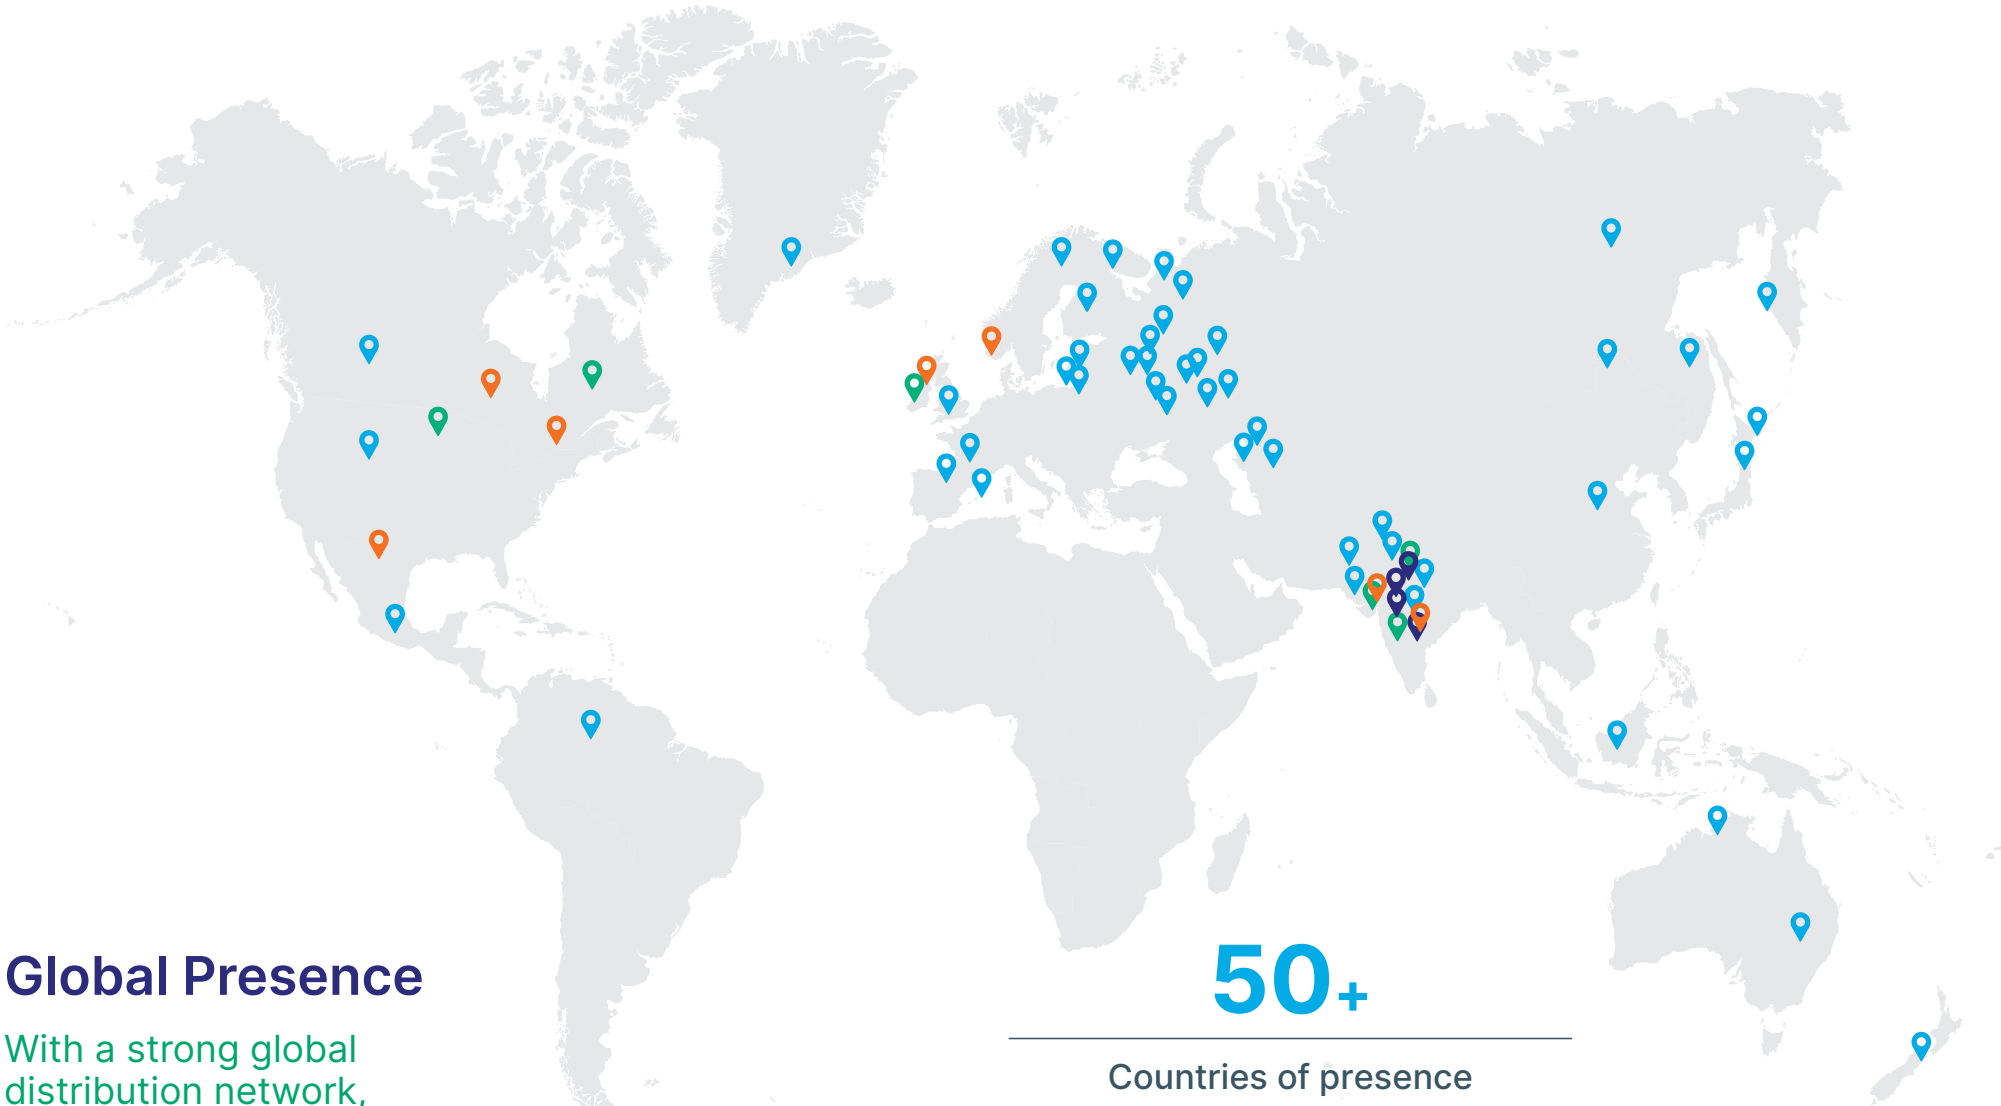 Global Presence
With a strong global
distribution network,
50+
Countries of presence